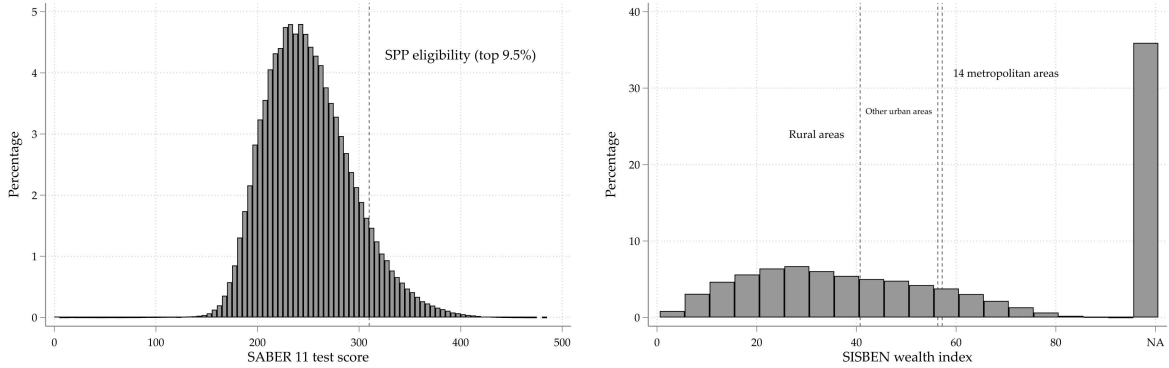 5
4
3
2
1
0
Percentage
0
100
200
300
400
500
SABER 11 test score
SPP eligibility (top 9.5%)
40
30
20
10
0
Percentage
0
20
40
60
80
NA
SISBEN wealth index
14 metropolitan areas
Other urban areas
Rural areas